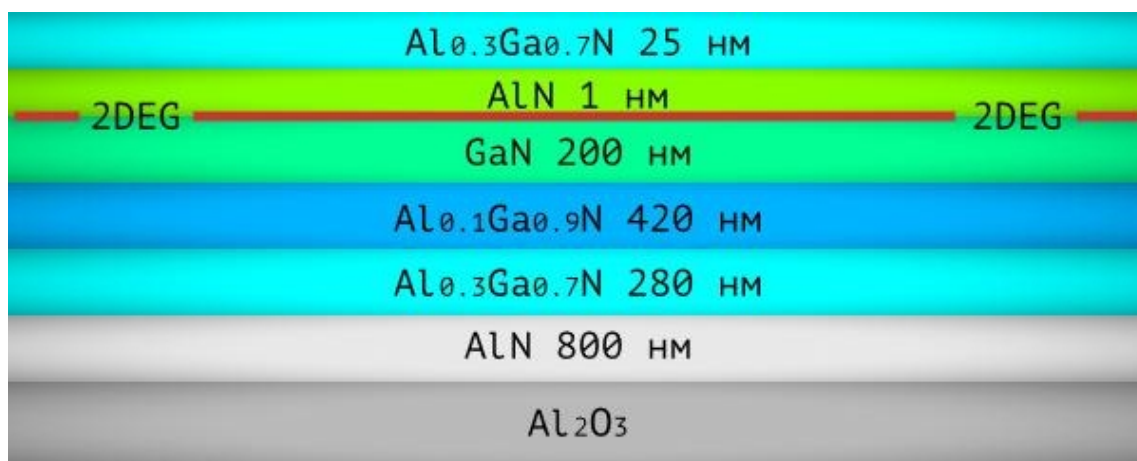 Al0.3Ga0.7N 25 нм
AlN 1 нм
2DEG 2DEG
GaN 200 нм
Al0.1Ga0.9N 420 нм
Al0.3Ga0.7N 280 нм
AlN 800 нм
Al2O3